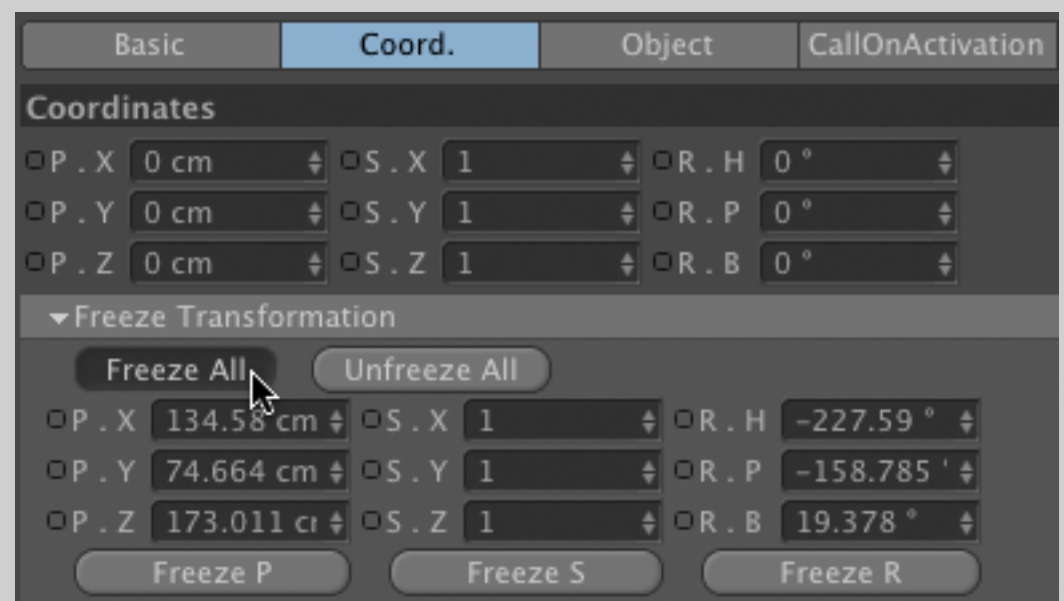 Basic Coord. Object CallOnActivation
Coordinates
P . X 0 cm S . X 1 R . H 0 °
P . Y 0 cm S . Y 1 R . P 0 °
P . Z 0 cm S . Z 1 R . B 0 °
Freeze Transformation
Freeze All Unfreeze All
P . X 134.58 cm S . X 1 R . H -227.59 °
P . Y 74.664 cm S . Y 1 R . P -158.785 '
P . Z 173.011 c S . Z 1 R . B 19.378 °
Freeze P Freeze S Freeze R